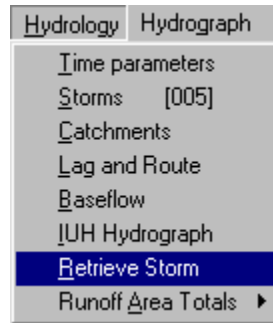 Hydrology Hydrograph
Time parameters
Storms [005]
Catchments
Lag and Route
Baseflow
IUH Hydrograph
Retrieve Storm
Runoff Area Totals